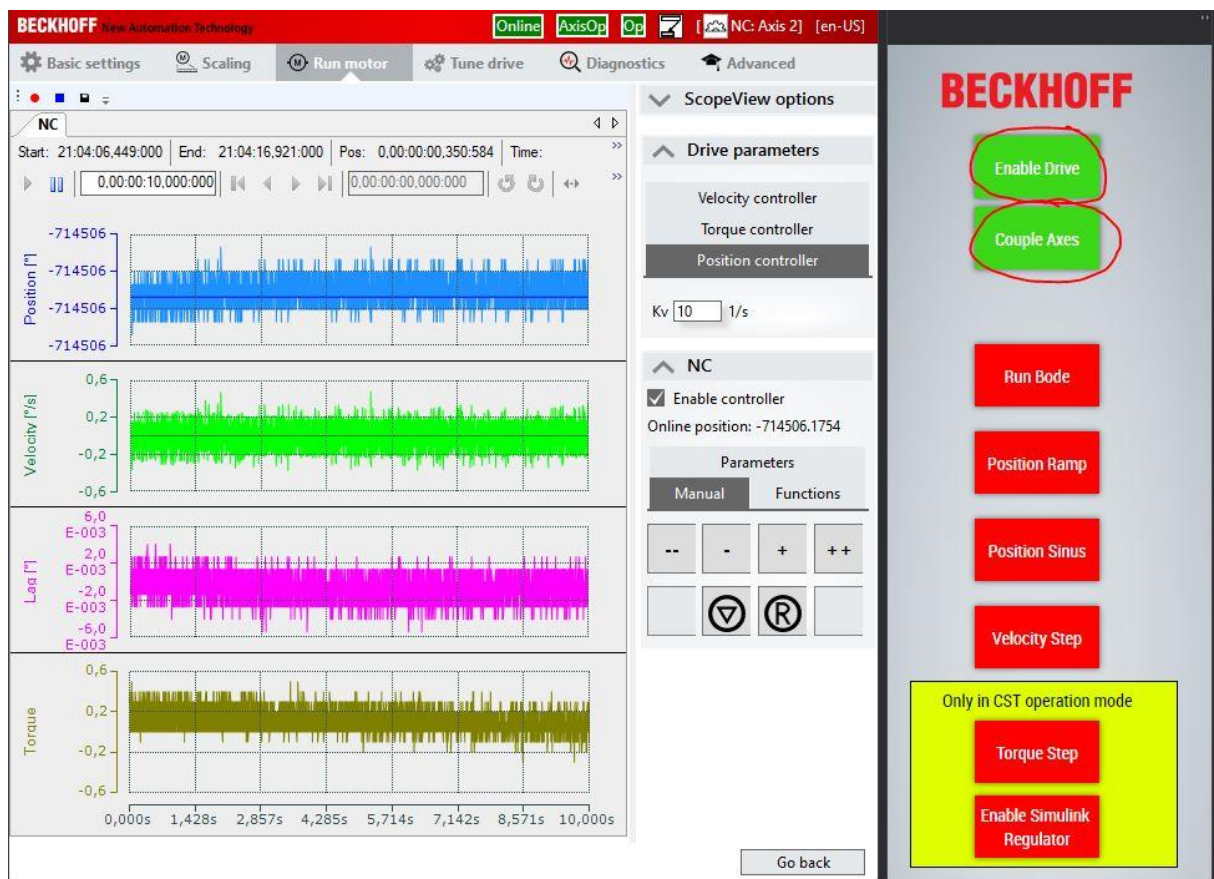 BECKHOFF New Automation Technology Online AxisOp Op [ NC: Axis 2] [en-US]
Basic settings Scaling Run motor Tune drive Diagnostics Advanced
NC
Start: 21:04:06,449:000 End: 21:04:16,921:000 Pos: 0,00:00:00,350:584 Time: »
0,00:00:10,000:000 0,00:00:00,000:000 »
Position [°]
-714506
-714506
-714506
-714506
Velocity [°/s]
0,6
0,2
-0,2
-0,6
Lag [°]
6,0
E-003
2,0
E-003
-2,0
E-003
-6,0
E-003
Torque
0,6
0,2
-0,2
-0,6
0,000s 1,428s 2,857s 4,285s 5,714s 7,142s 8,571s 10,000s
ScopeView options
Drive parameters
Velocity controller
Torque controller
Position controller
Kv 10 1/s
NC
Enable controller
Online position: -714506.1754
Parameters
Manual Functions
-- - + ++
R
Go back
BECKHOFF
Enable Drive
Couple Axes
Run Bode
Position Ramp
Position Sinus
Velocity Step
Only in CST operation mode
Torque Step
Enable Simulink
Regulator